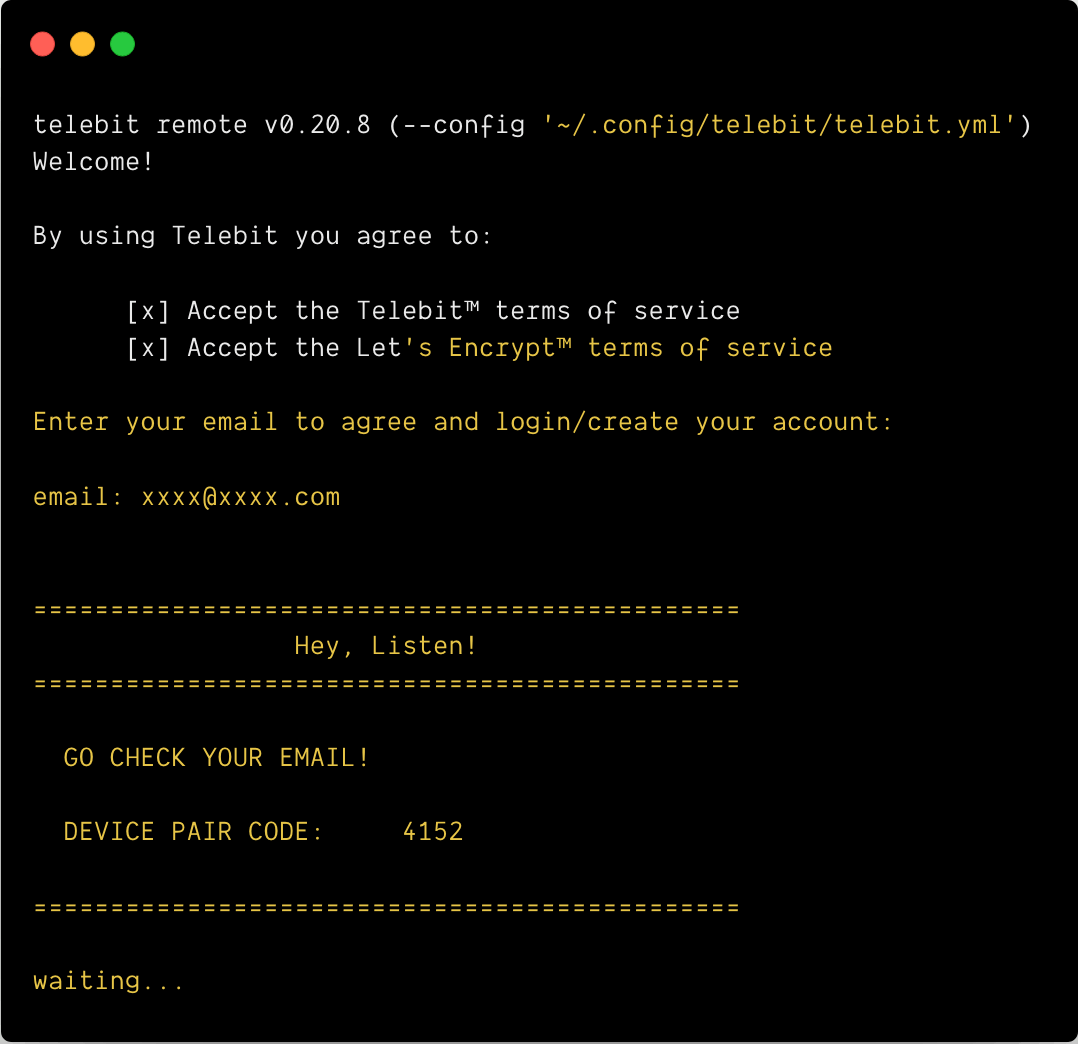 telebit remote v0.20.8 (--config '~/.config/telebit/telebit.yml')
Welcome!
By using Telebit you agree to:
[x] Accept the Telebit™ terms of service
[x] Accept the Let's Encrypt™ terms of service
Enter your email to agree and login/create your account:
email: xxxx@xxxx.com
==============================================
Hey, Listen!
==============================================
GO CHECK YOUR EMAIL!
DEVICE PAIR CODE:     4152
==============================================
waiting...